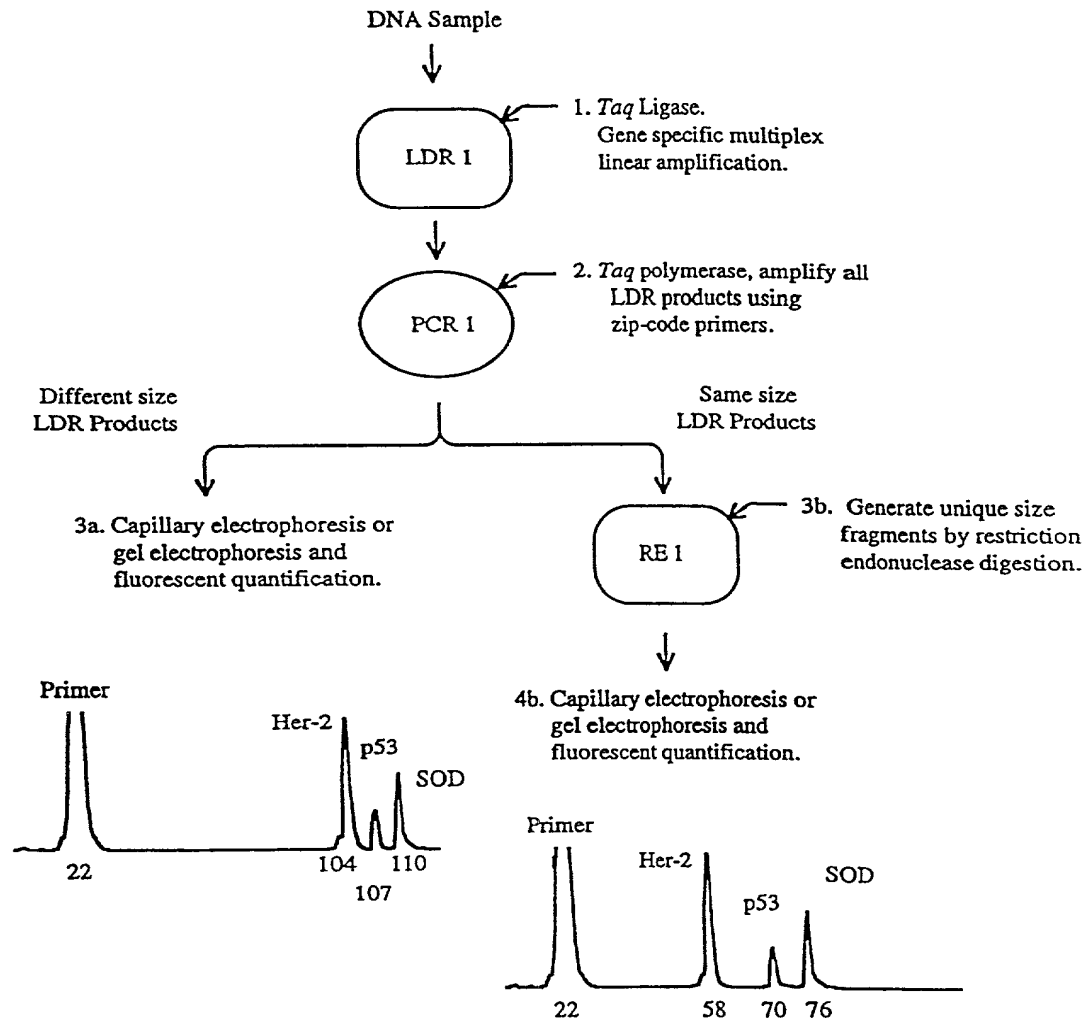 DNA Sample
1. Taq Ligase.
Gene specific multiplex
linear amplification.
LDR 1
2. Taq polymerase, amplify all
LDR products using
zip-code primers.
PCR 1
Different size
LDR Products
Same size
LDR Products
3a. Capillary electrophoresis or
gel electrophoresis and
fluorescent quantification.
3b. Generate unique size
fragments by restriction
endonuclease digestion.
RE 1
4b. Capillary electrophoresis or
gel electrophoresis and
fluorescent quantification.
Primer
Her-2
p53
SOD
22
104
107
110
Primer
Her-2
p53
SOD
22
58
70
76